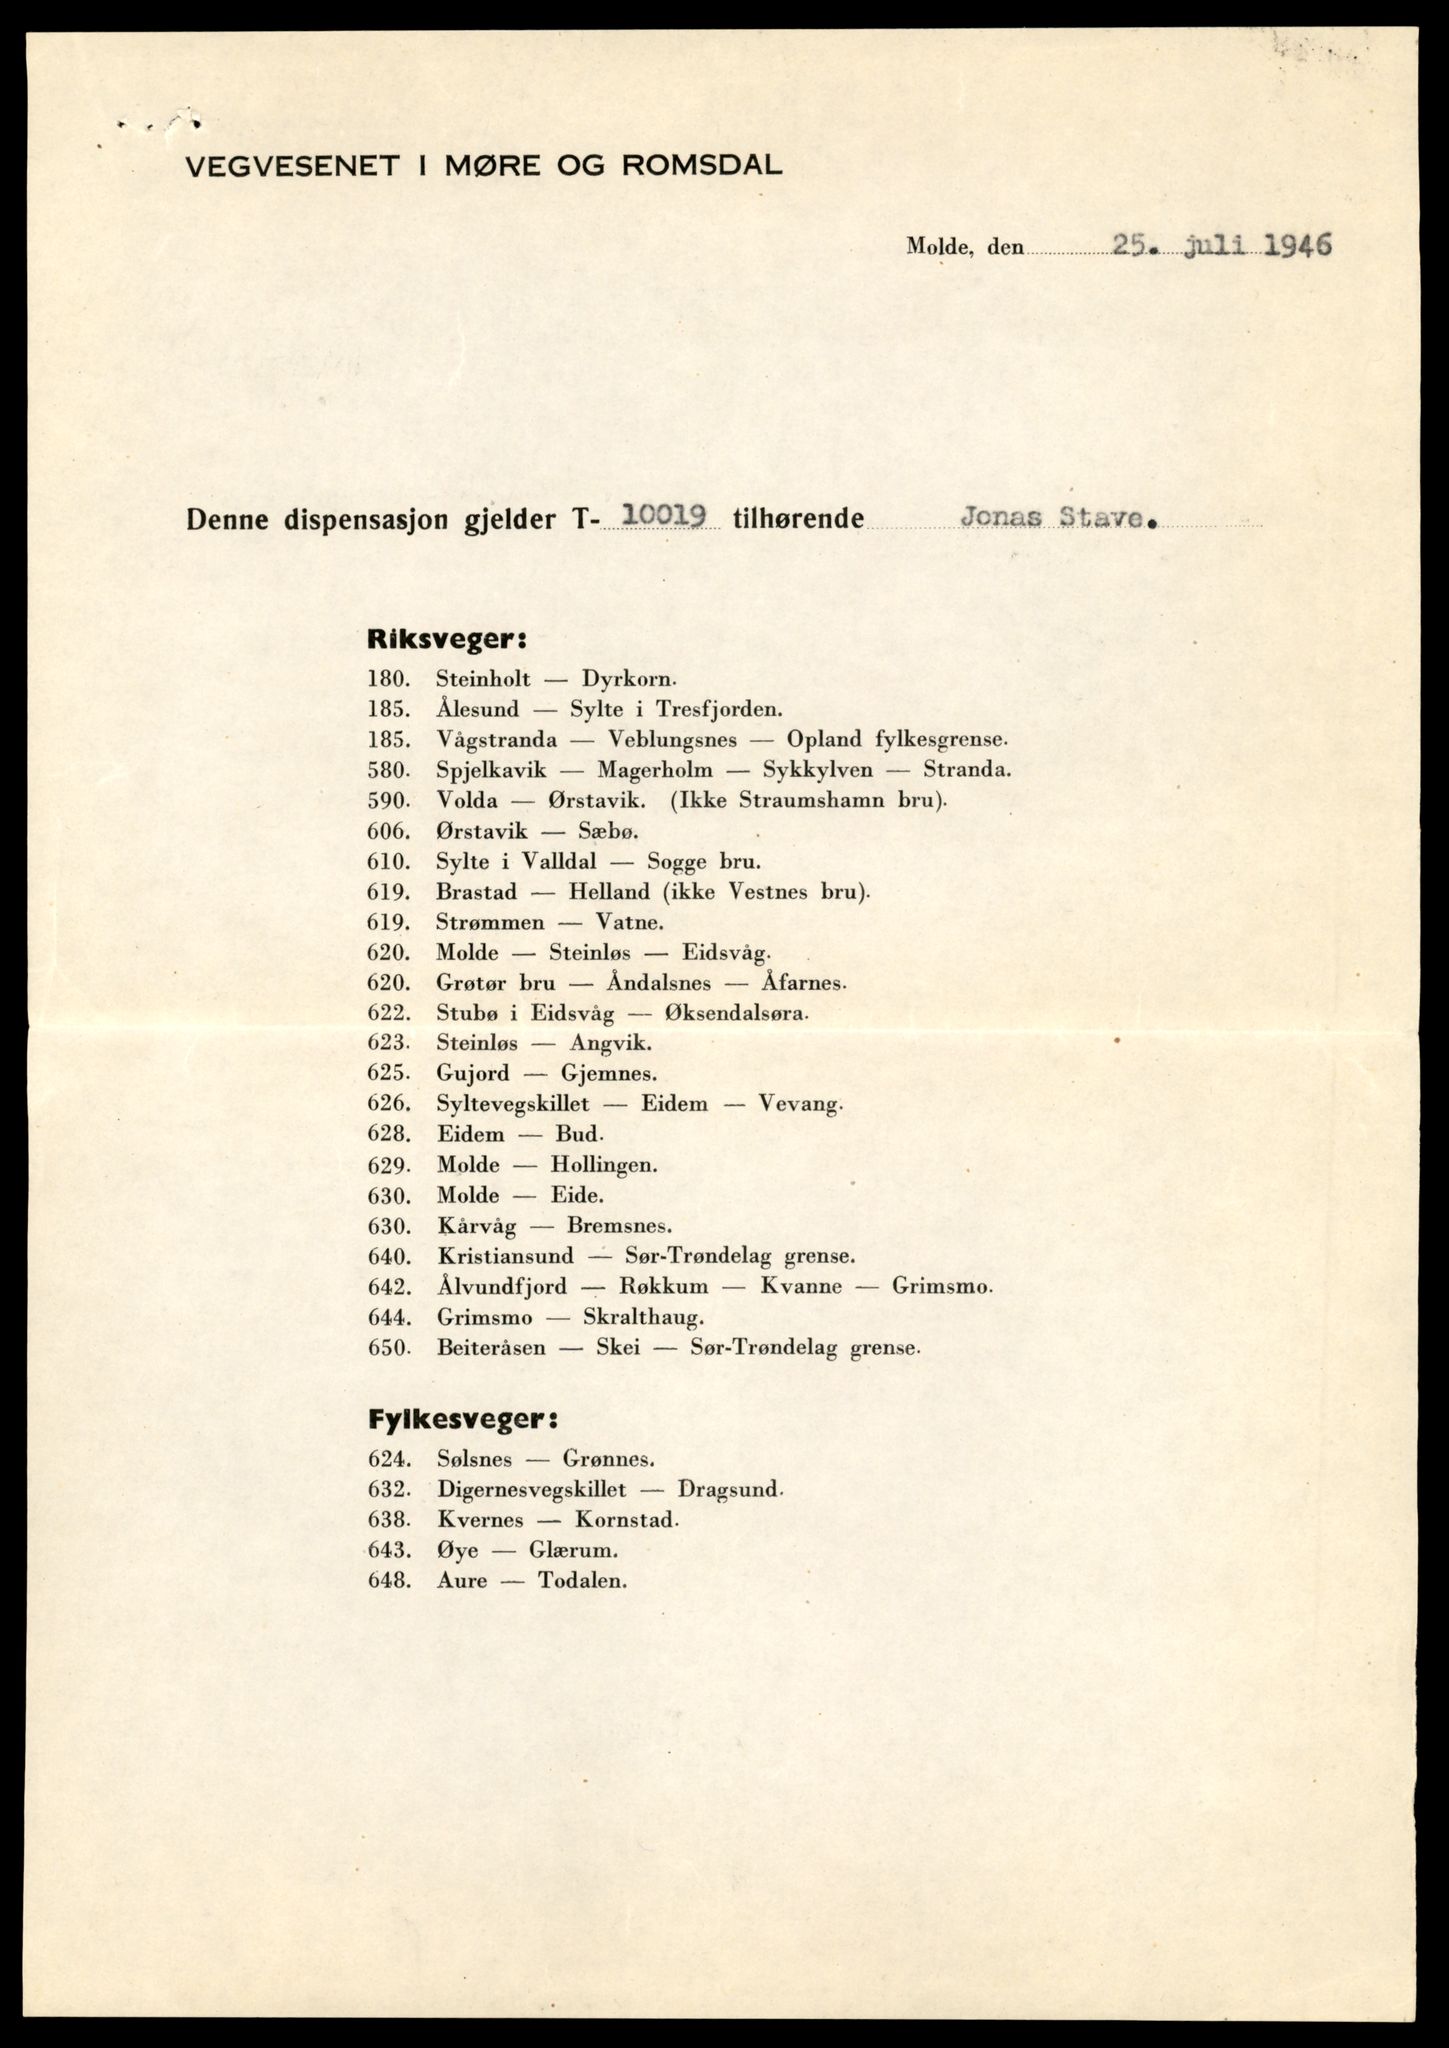 VEGVESENET I MØRE OG ROMSDAL
Molde, den 25. juli 1946
Denne dispensasjon gjelder T- 10019 tilhørende Jonas Stave.
Riksveger:
180. Steinholt — Dyrkorn.
185. Ålesund — Sylte i Tresfjorden.
185. Vågstranda — Veblungsnes — Opland fylkesgrense.
580. Spjelkavik — Magerholm — Sykkylven — Stranda.
590. Volda — Ørstavik. (Ikke Straumshamn bru).
606. Ørstavik — Sæbø.
610. Sylte i Valldal — Sogge bru.
619. Brastad — Helland (ikke Vestnes bru).
619. Strømmen — Vatne.
620. Molde — Steinløs — Eidsvåg.
620. Grøtør bru — Åndalsnes — Åfarnes.
622. Stubø i Eidsvåg — Øksendalsøra.
623. Steinløs — Angvik.
625. Gujord — Gjemnes.
626. Syltevegskillet — Eidem — Vevang.
628. Eidem — Bud.
629. Molde — Hollingen.
630. Molde — Eide.
630. Kårvåg — Bremsnes.
640. Kristiansund — Sør-Trøndelag grense.
642. Ålvundfjord — Røkkum — Kvanne — Grimsmo.
644. Grimsmo — Skralthaug.
650. Beiteråsen — Skei — Sør-Trøndelag grense.
Fylkesveger:
624. Sølsnes — Grønnes.
632. Digernesvegskillet — Dragsund.
638. Kvernes — Kornstad.
643. Øye — Glærum.
648. Aure — Todalen.